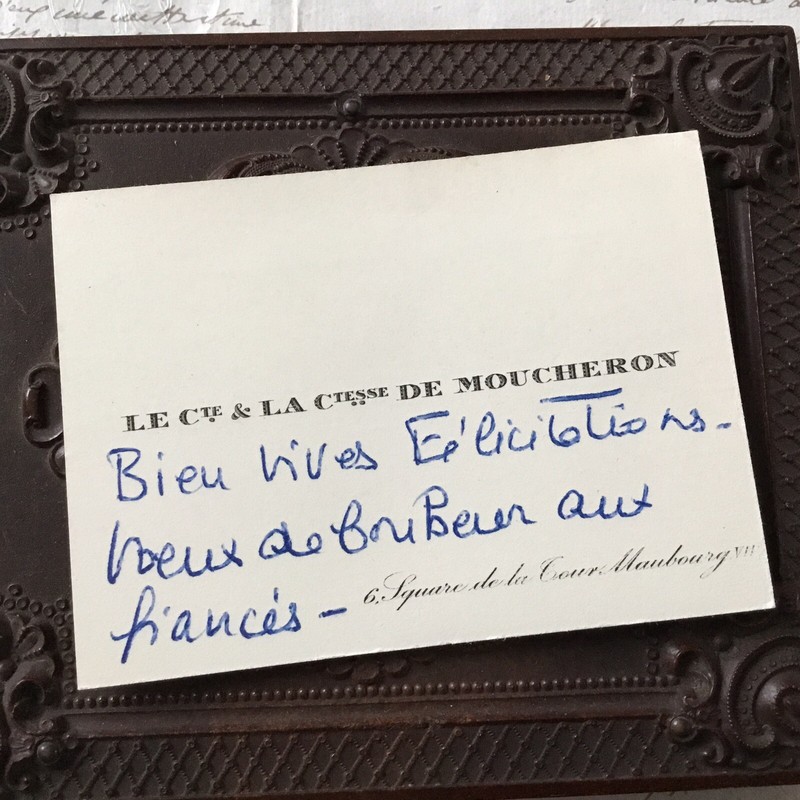 LE Cᵀᴱ & LA Cᵀᴱˢˢᴱ DE MOUCHERON
Bien vives Félicitations.
Voeux de bonheur aux
fiancés –
6, Square de la Tour Maubourg VIIᵉ